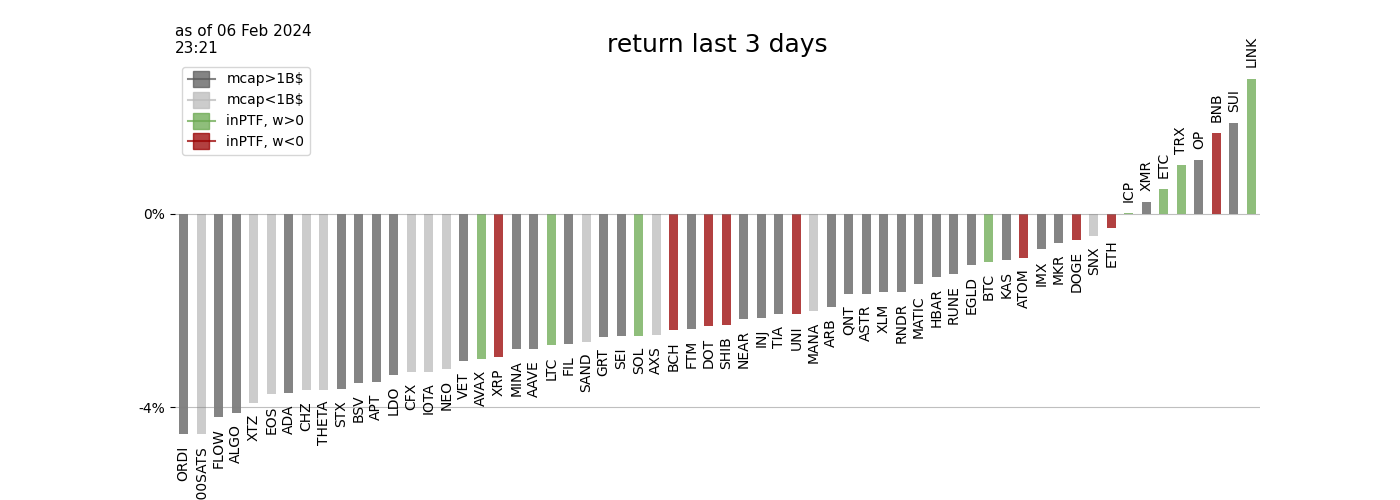 as of 06 Feb 2024
23:21
return last 3 days
mcap>1B$
mcap<1B$
inPTF, w>0
inPTF, w<0
0%
-4%
ORDI
00SATS
FLOW
ALGO
XTZ
EOS
ADA
CHZ
THETA
STX
BSV
APT
LDO
CFX
IOTA
NEO
VET
AVAX
XRP
MINA
AAVE
LTC
FIL
SAND
GRT
SEI
SOL
AXS
BCH
FTM
DOT
SHIB
NEAR
INJ
TIA
UNI
MANA
ARB
QNT
ASTR
XLM
RNDR
MATIC
HBAR
RUNE
EGLD
BTC
KAS
ATOM
IMX
MKR
DOGE
SNX
ETH
ICP
XMR
ETC
TRX
OP
BNB
SUI
LINK